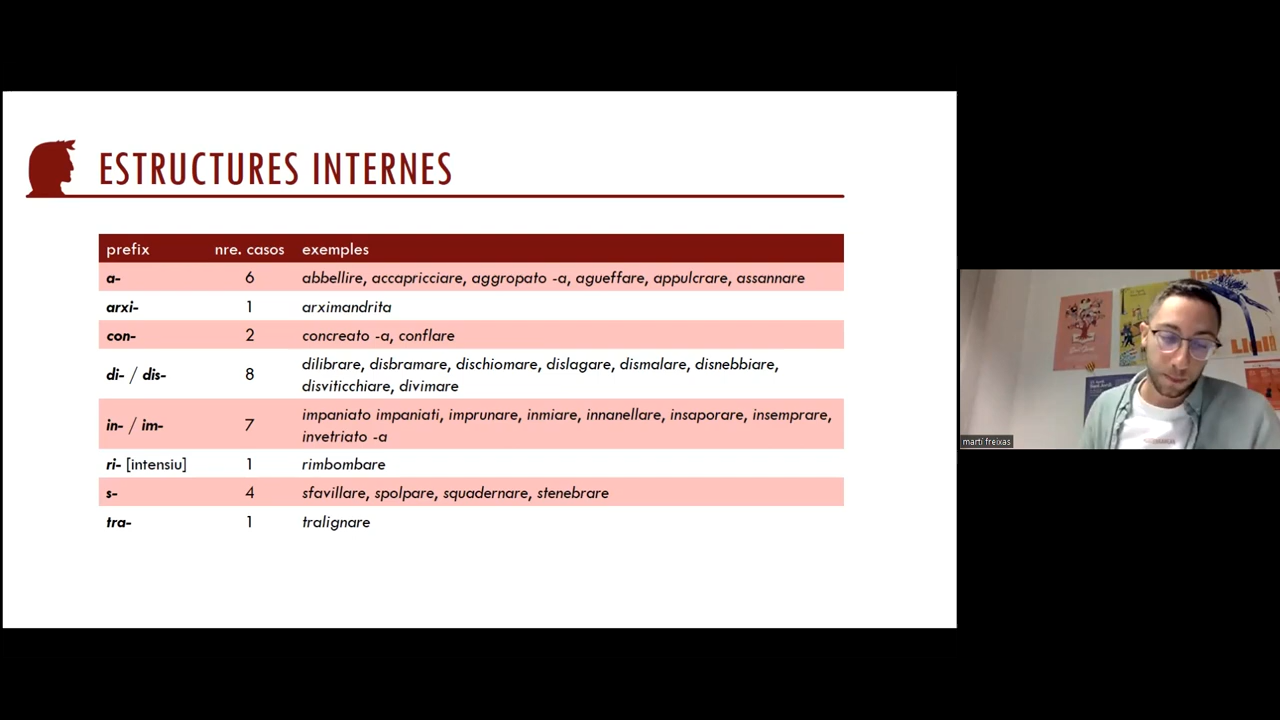 ESTRUCTURES INTERNES
prefix nre. casos exemples
a- 6 abbellire, accapricciare, aggropato -a, agueffare, appulcrare, assannare
arxi- 1 arximandrita
con- 2 concreato -a, conflare
di- / dis- 8 dilibrare, disbramare, dischiomare, dislagare, dismalare, disnebbiare,
disviticchiare, divimare
in- / im- 7 impaniato impaniati, imprunare, inmiare, innanellare, insaporare, insemprare,
invetriato -a
ri- [intensiu] 1 rimbombare
s- 4 sfavillare, spolpare, squadernare, stenebrare
tra- 1 tralignare
martí freixas